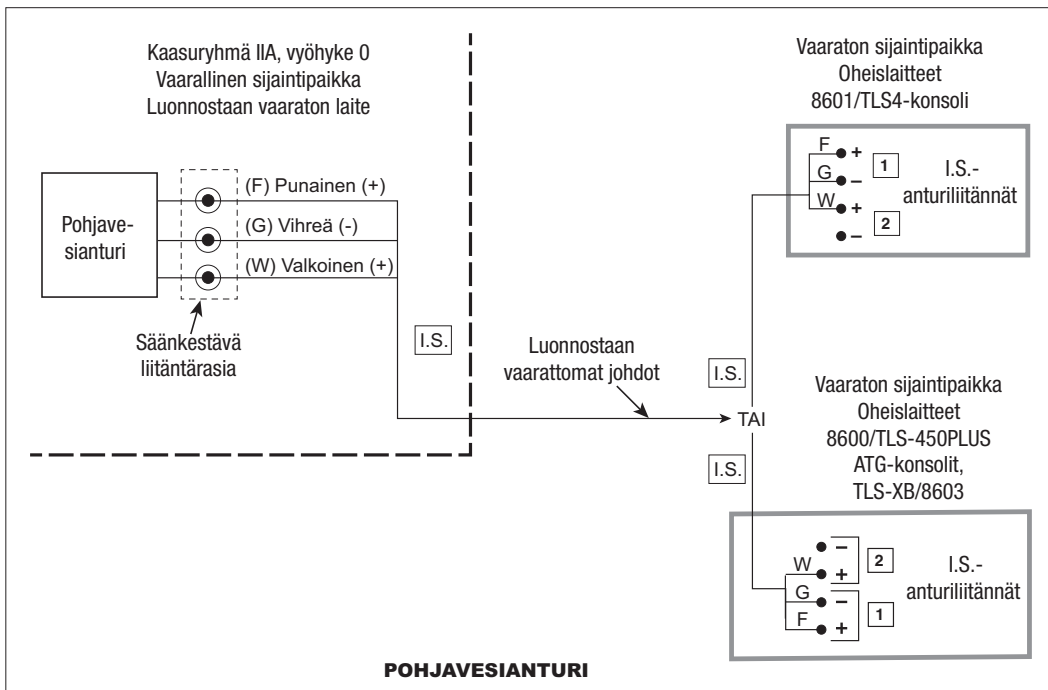 Kaasuryhmä IIA, vyöhyke 0
Vaarallinen sijaintipaikka
Luonnostaan vaaraton laite
Pohjave-
sianturi
(F) Punainen (+)
(G) Vihreä (-)
(W) Valkoinen (+)
Säänkestävä
liitäntärasia
I.S.
Luonnostaan
vaarattomat johdot
I.S.
TAI
I.S.
Vaaraton sijaintipaikka
Oheislaitteet
8601/TLS4-konsoli
F
+
1
G
–
W
+
2
–
I.S.-
anturiliitännät
Vaaraton sijaintipaikka
Oheislaitteet
8600/TLS-450PLUS
ATG-konsolit,
TLS-XB/8603
–
2
W
+
G
–
1
F
+
I.S.-
anturiliitännät
POHJAVESIANTURI